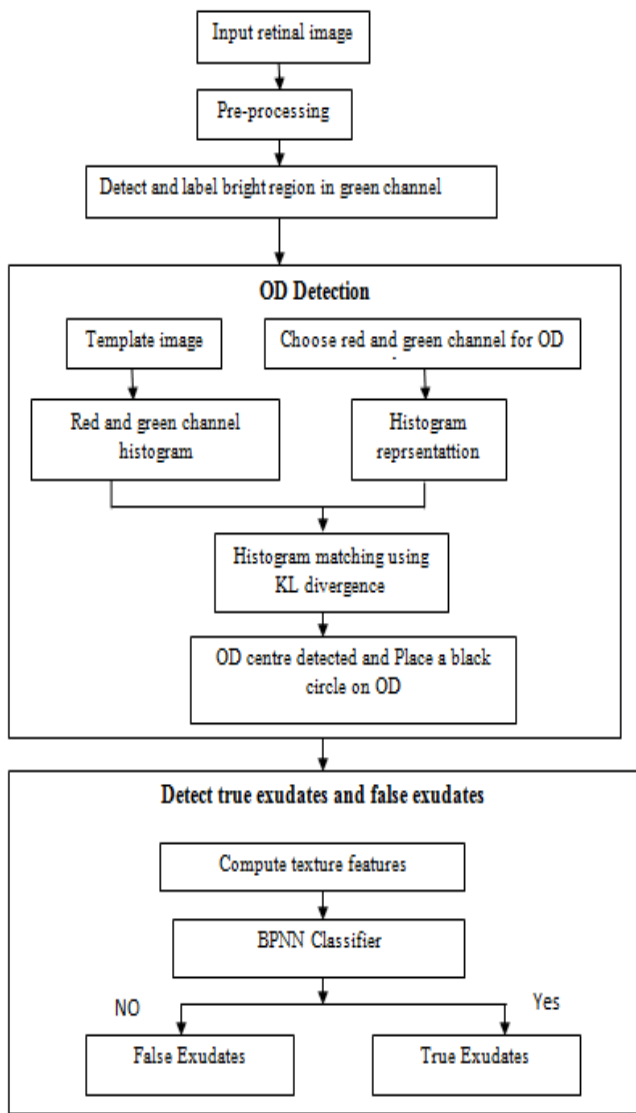 Input retinal image
Pre-processing
Detect and label bright region in green channel
OD Detection
Template image
Choose red and green channel for OD
Red and green channel
histogram
Histogram
reprsentattion
Histogram matching using
KL divergence
OD centre detected and Place a black
circle on OD
Detect true exudates and false exudates
Compute texture features
BPNN Classifier
NO
Yes
False Exudates
True Exudates